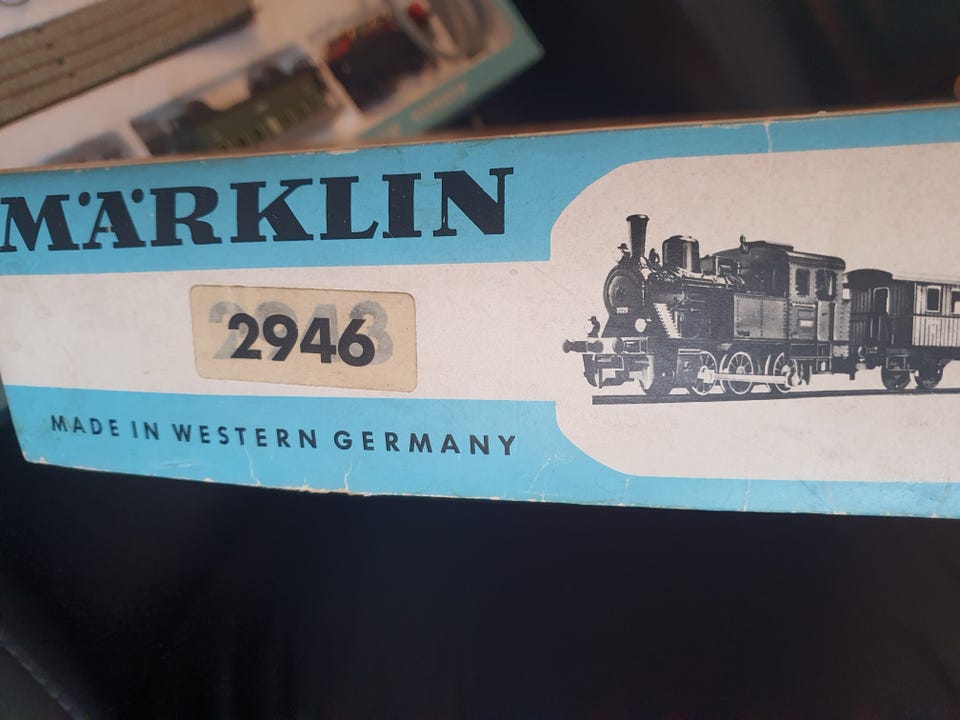 MÄRKLIN
2946
MADE IN WESTERN GERMANY